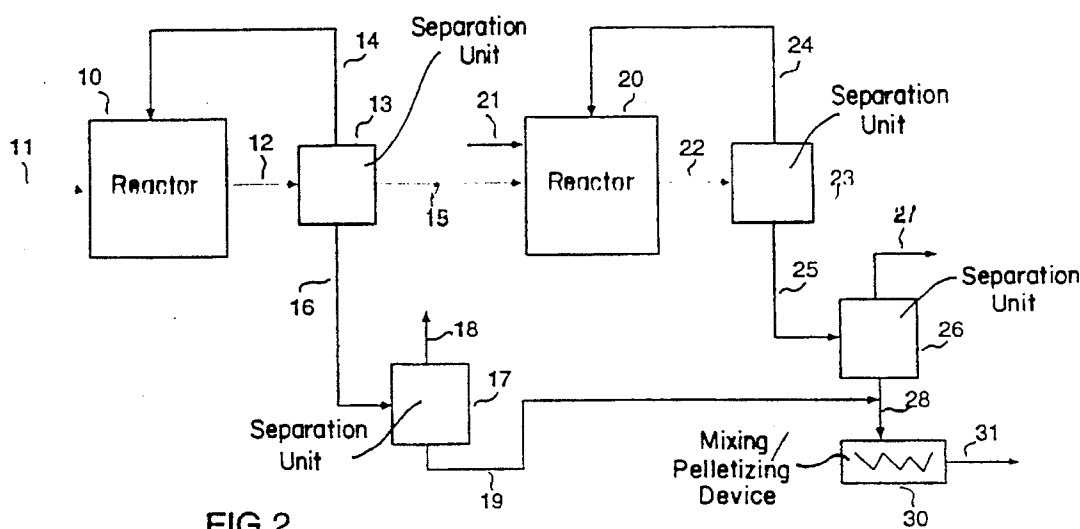 14
Separation
Unit
24
10
13
20
21
Separation
Unit
11
12
22
Reactor
15
Reactor
23
27
16
25
Separation
Unit
18
26
17
28
Separation
Unit
Mixing/
Pelletizing
Device
31
19
30
FIG.2